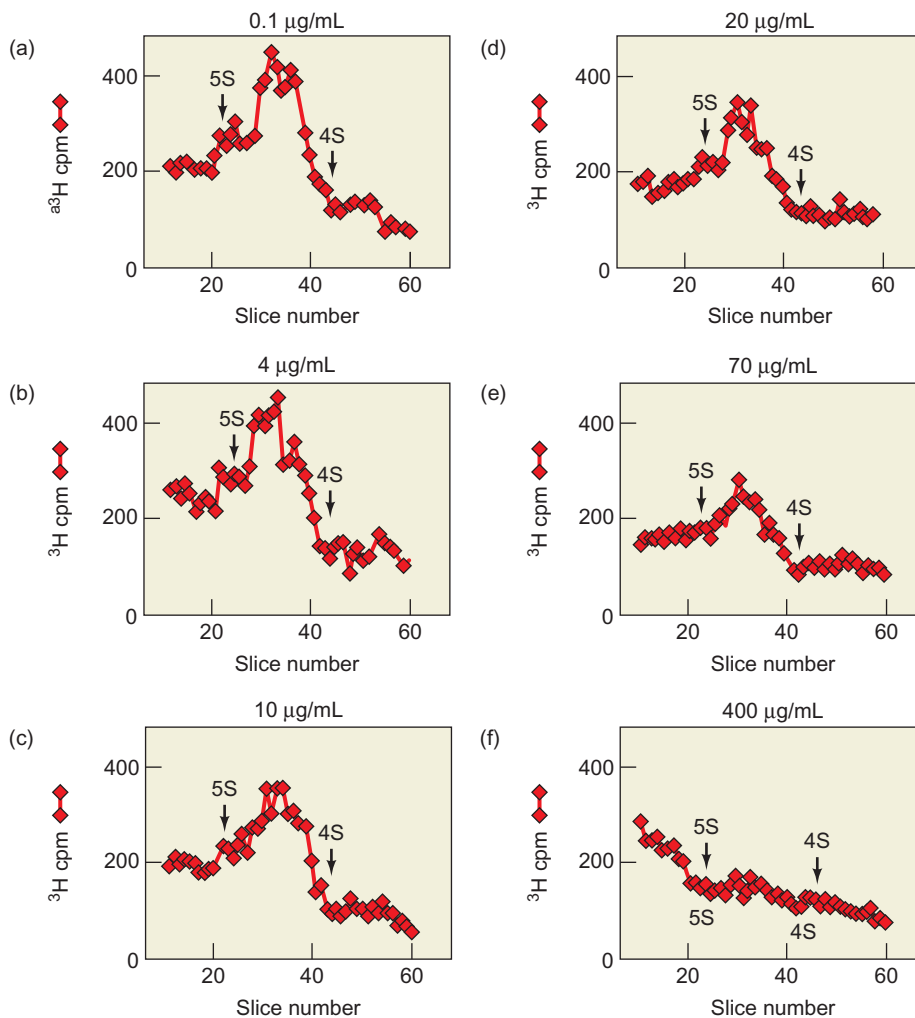 (a)
0.1 μg/mL
a3H cpm
400
200
0
5S
4S
20 40 60
Slice number
(b)
4 μg/mL
3H cpm
400
200
0
5S
4S
20 40 60
Slice number
(c)
10 μg/mL
3H cpm
400
200
0
5S
4S
20 40 60
Slice number
(d)
20 μg/mL
3H cpm
400
200
0
5S
4S
20 40 60
Slice number
(e)
70 μg/mL
3H cpm
400
200
0
5S
4S
20 40 60
Slice number
(f)
400 μg/mL
3H cpm
400
200
0
5S
4S
5S
4S
20 40 60
Slice number